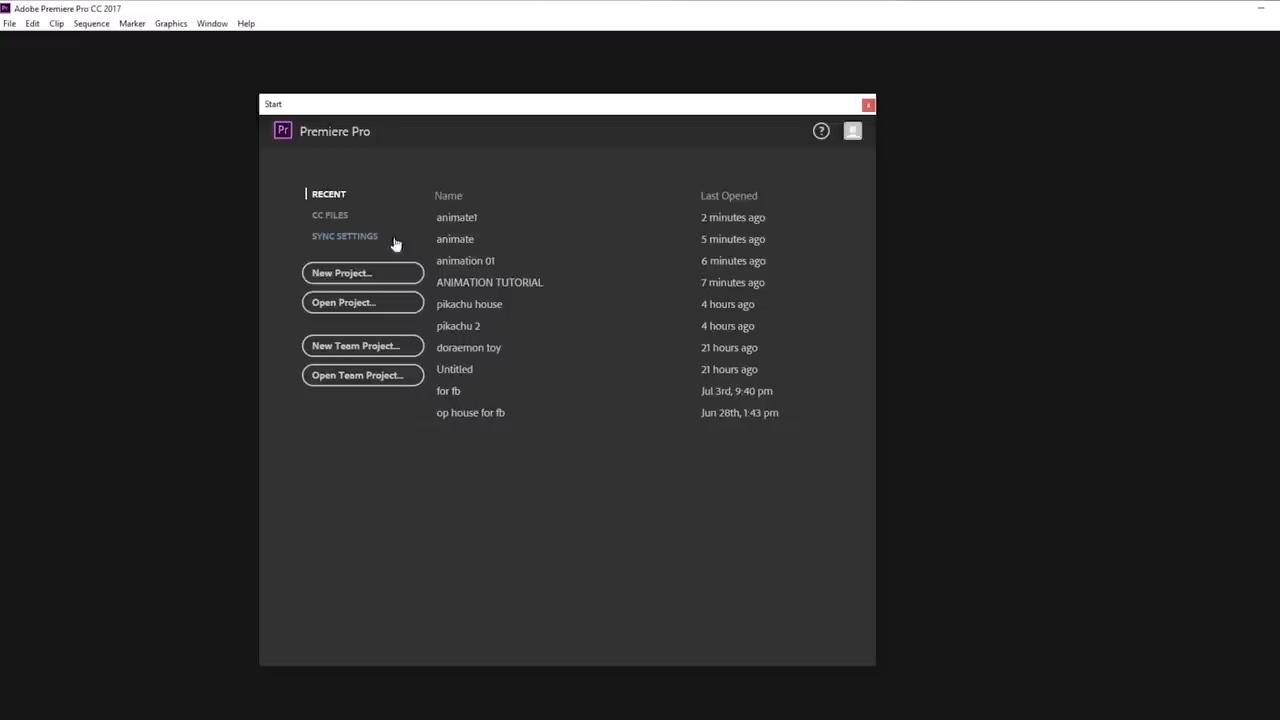 Adobe Premiere Pro CC 2017
File Edit Clip Sequence Marker Graphics Window Help
Start
Pr Premiere Pro
RECENT
CC FILES
SYNC SETTINGS
New Project...
Open Project...
New Team Project...
Open Team Project...
Name Last Opened
animate1 2 minutes ago
animate 5 minutes ago
animation 01 6 minutes ago
ANIMATION TUTORIAL 7 minutes ago
pikachu house 4 hours ago
pikachu 2 4 hours ago
doraemon toy 21 hours ago
Untitled 21 hours ago
for fb Jul 3rd, 9:40 pm
op house for fb Jun 28th, 1:43 pm